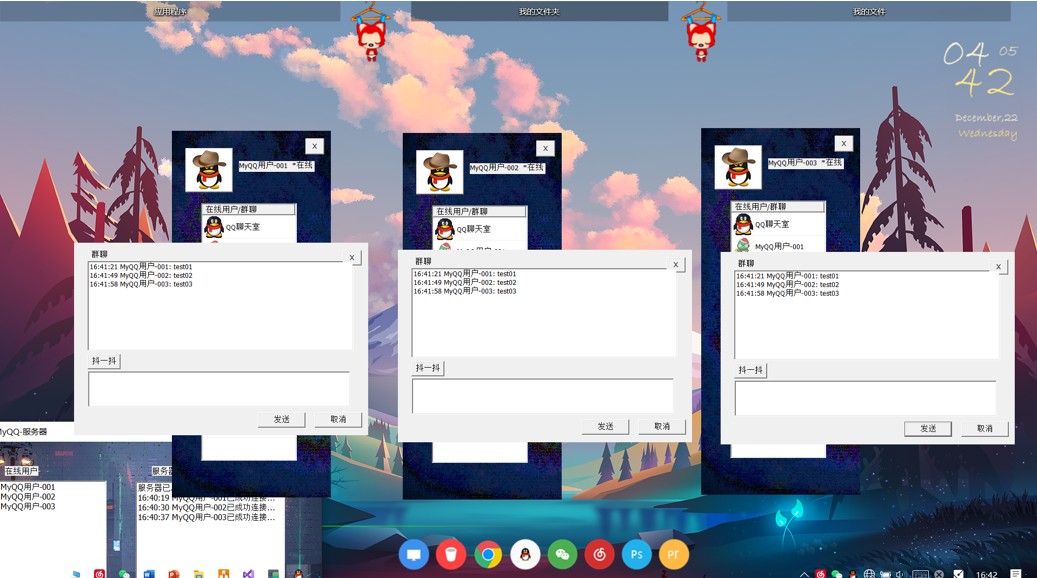 应用程序
我的文件夹
我的文件
04 05
42
December,22
Wednesday
X
MyQQ用户-001 *在线
在线用户/群聊
QQ聊天室
X
MyQQ用户-002 *在线
在线用户/群聊
QQ聊天室
X
MyQQ用户-003 *在线
在线用户/群聊
QQ聊天室
MyQQ用户-001
群聊
X
16:41:21 MyQQ用户-001: test01
16:41:49 MyQQ用户-002: test02
16:41:58 MyQQ用户-003: test03
抖一抖
发送
取消
群聊
X
16:41:21 MyQQ用户-001: test01
16:41:49 MyQQ用户-002: test02
16:41:58 MyQQ用户-003: test03
抖一抖
发送
取消
群聊
X
16:41:21 MyQQ用户-001: test01
16:41:49 MyQQ用户-002: test02
16:41:58 MyQQ用户-003: test03
抖一抖
发送
取消
MyQQ-服务器
在线用户
MyQQ用户-001
MyQQ用户-002
MyQQ用户-003
服务器已
16:40:19 MyQQ用户-001已成功连接...
16:40:30 MyQQ用户-002已成功连接...
16:40:37 MyQQ用户-003已成功连接...
Ps
Pr
16:42